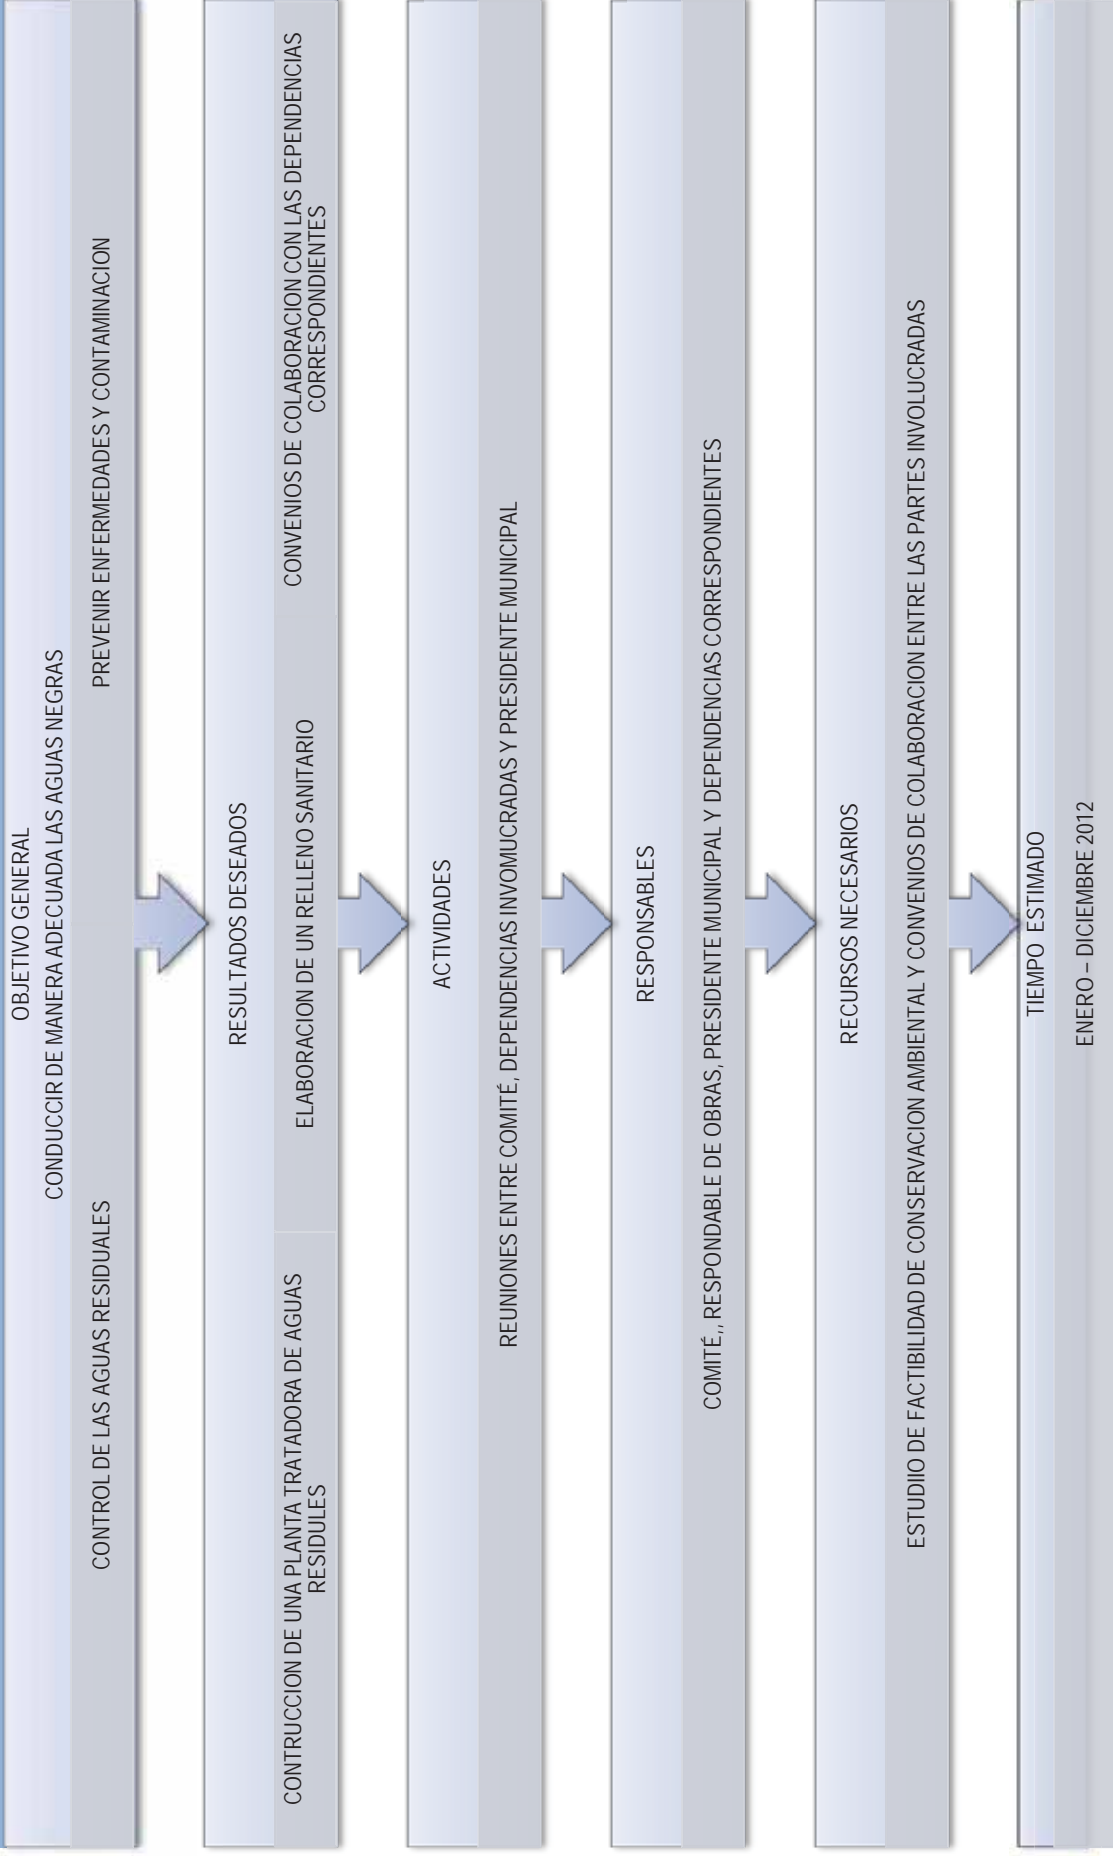 OBJETIVO GENERAL
CONDUCCIR DE MANERA ADECUADA LAS AGUAS NEGRAS
CONTROL DE LAS AGUAS RESIDUALES
PREVENIR ENFERMEDADES Y CONTAMINACION
RESULTADOS DESEADOS
CONTRUCCION DE UNA PLANTA TRATADORA DE AGUAS
RESIDULES
ELABORACION DE UN RELLENO SANITARIO
CONVENIOS DE COLABORACION CON LAS DEPENDENCIAS
CORRESPONDIENTES
ACTIVIDADES
REUNIONES ENTRE COMITÉ, DEPENDENCIAS INVOMUCRADAS Y PRESIDENTE MUNICIPAL
RESPONSABLES
COMITÉ,, RESPONDABLE DE OBRAS, PRESIDENTE MUNICIPAL Y DEPENDENCIAS CORRESPONDIENTES
RECURSOS NECESARIOS
ESTUDIIO DE FACTIBILIDAD DE CONSERVACION AMBIENTAL Y CONVENIOS DE COLABORACION ENTRE LAS PARTES INVOLUCRADAS
TIEMPO ESTIMADO
ENERO – DICIEMBRE 2012